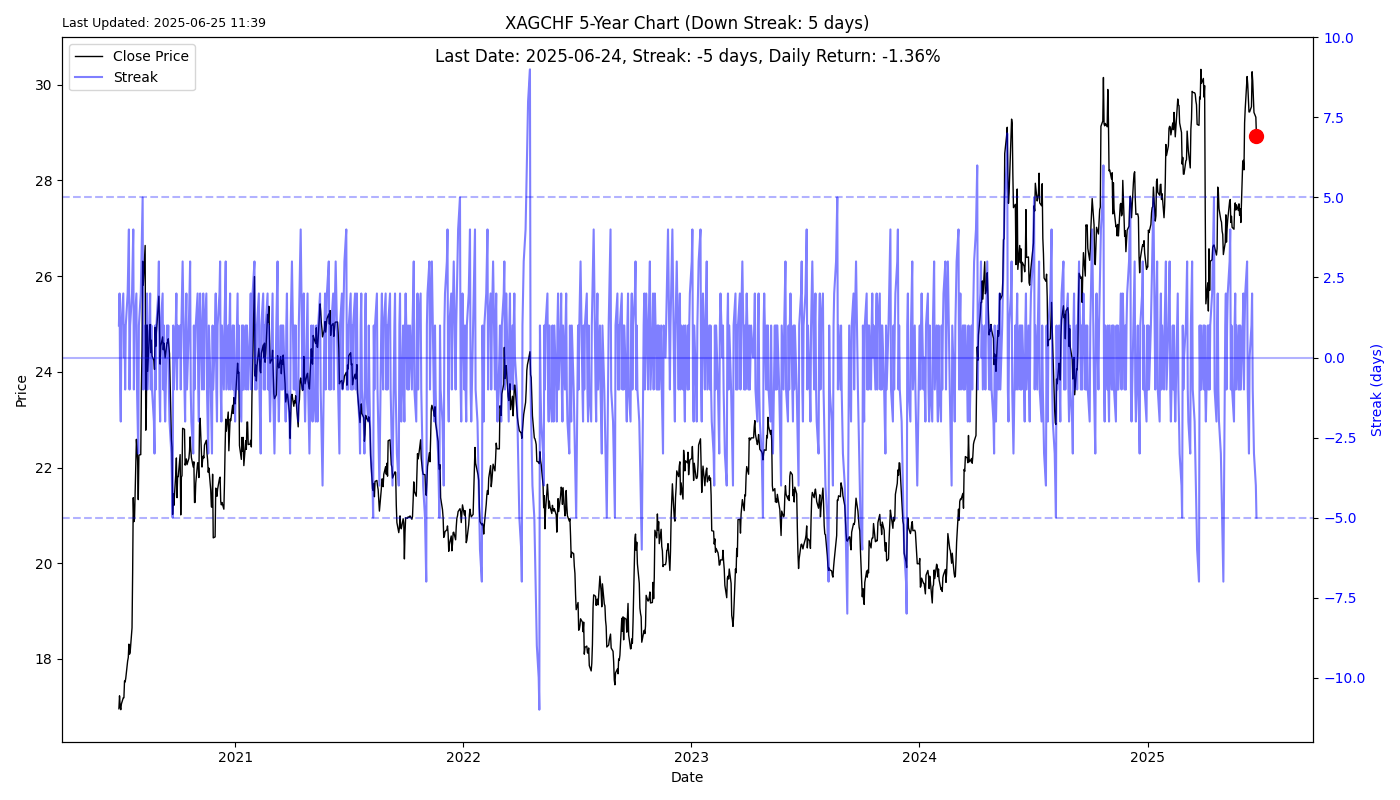 Last Updated: 2025-06-25 11:39
XAGCHF 5-Year Chart (Down Streak: 5 days)
Last Date: 2025-06-24, Streak: -5 days, Daily Return: -1.36%
Close Price
Streak
Price
30
28
26
24
22
20
18
10.0
7.5
5.0
2.5
0.0
−2.5
−5.0
−7.5
−10.0
Streak (days)
2021
2022
2023
2024
2025
Date